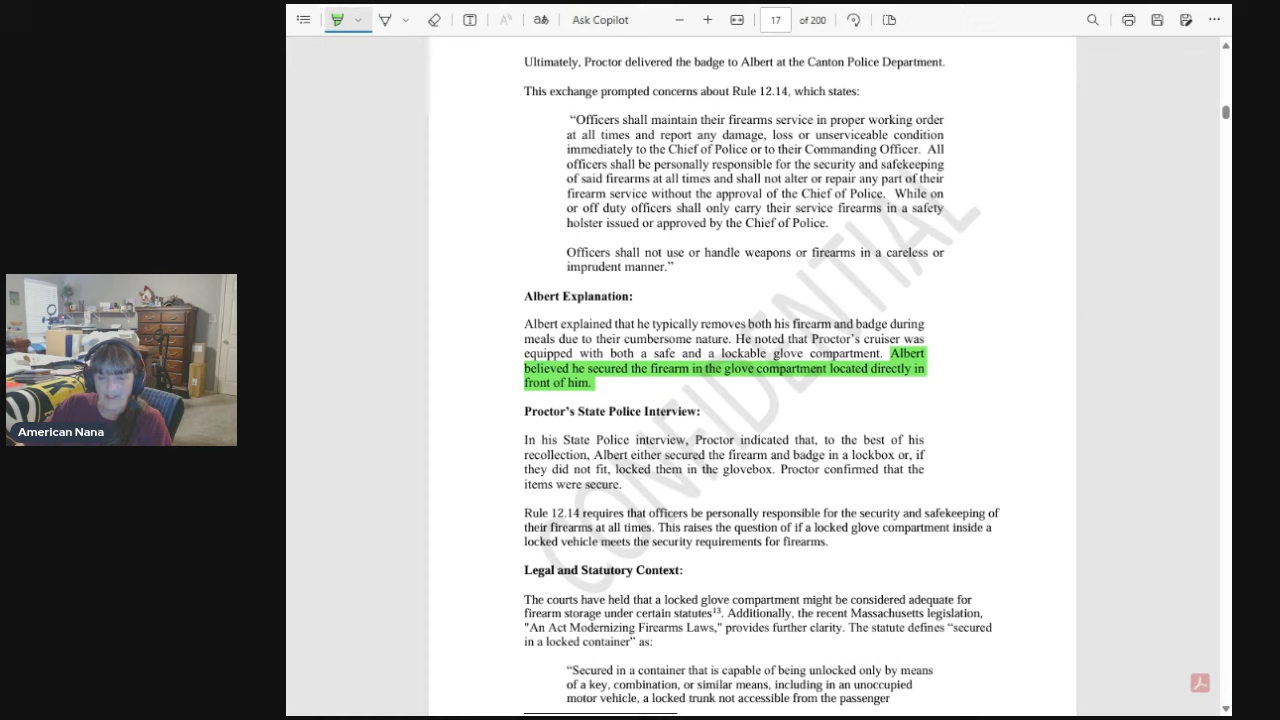 Ask Copilot
17
of 200
Ultimately, Proctor delivered the badge to Albert at the Canton Police Department.
This exchange prompted concerns about Rule 12.14, which states:
“Officers shall maintain their firearms service in proper working order
at all times and report any damage, loss or unserviceable condition
immediately to the Chief of Police or to their Commanding Officer. All
officers shall be personally responsible for the security and safekeeping
of said firearms at all times and shall not alter or repair any part of their
firearm service without the approval of the Chief of Police. While on
or off duty officers shall only carry their service firearms in a safety
holster issued or approved by the Chief of Police.
Officers shall not use or handle weapons or firearms in a careless or
imprudent manner.”
Albert Explanation:
Albert explained that he typically removes both his firearm and badge during
meals due to their cumbersome nature. He noted that Proctor’s cruiser was
equipped with both a safe and a lockable glove compartment. Albert
believed he secured the firearm in the glove compartment located directly in
front of him.
Proctor’s State Police Interview:
In his State Police interview, Proctor indicated that, to the best of his
recollection, Albert either secured the firearm and badge in a lockbox or, if
they did not fit, locked them in the glovebox. Proctor confirmed that the
items were secure.
Rule 12.14 requires that officers be personally responsible for the security and safekeeping of
their firearms at all times. This raises the question of if a locked glove compartment inside a
locked vehicle meets the security requirements for firearms.
Legal and Statutory Context:
The courts have held that a locked glove compartment might be considered adequate for
firearm storage under certain statutes¹³. Additionally, the recent Massachusetts legislation,
"An Act Modernizing Firearms Laws," provides further clarity. The statute defines “secured
in a locked container” as:
“Secured in a container that is capable of being unlocked only by means
of a key, combination, or similar means, including in an unoccupied
motor vehicle, a locked trunk not accessible from the passenger
CONFIDENTIAL
American Nana